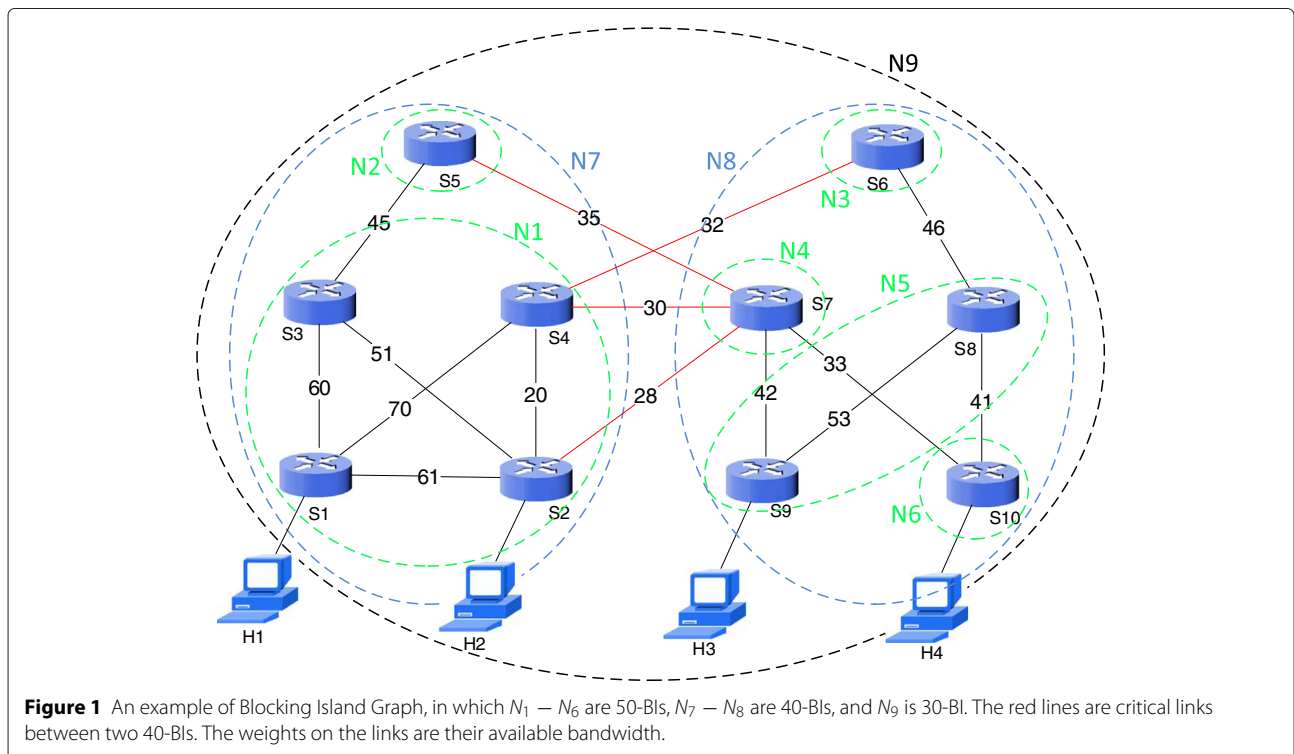 N9
N7
N8
N2
S5
S6
N3
45
35
32
46
N1
N4
N5
S3
S4
30
S7
S8
51
33
60
70
20
28
42
53
41
61
S1
S2
S9
N6
S10
H1
H2
H3
H4
Figure 1 An example of Blocking Island Graph, in which N1 − N6 are 50-BIs, N7 − N8 are 40-BIs, and N9 is 30-BI. The red lines are critical links
between two 40-BIs. The weights on the links are their available bandwidth.